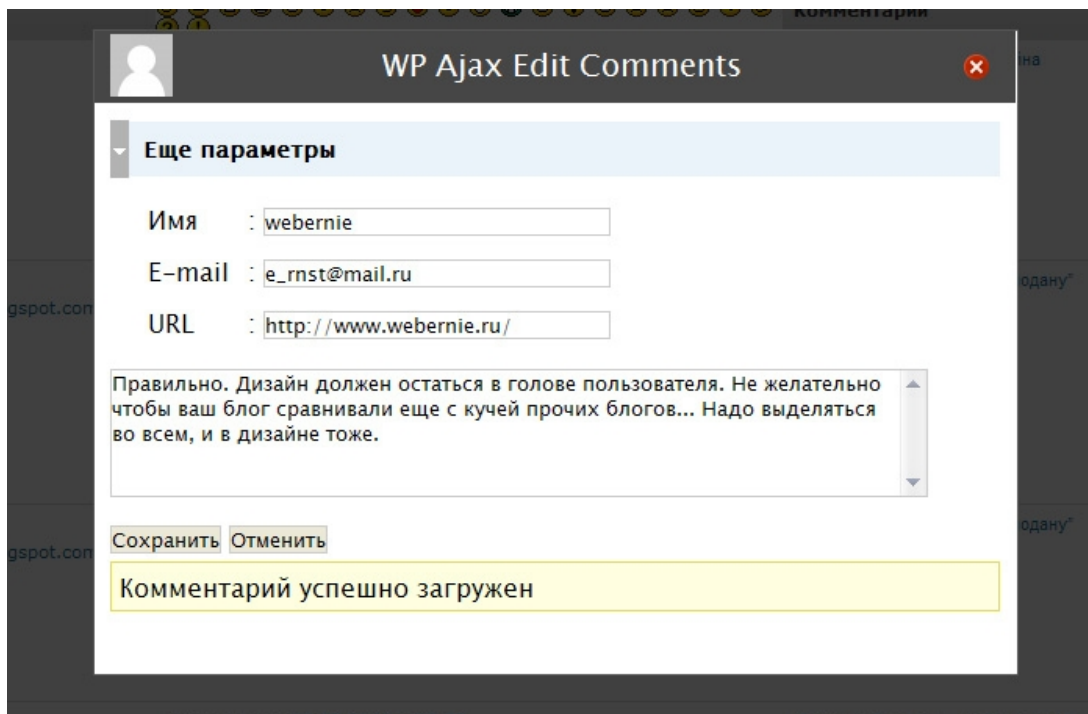 Комментарии
WP Ajax Edit Comments
Еще параметры
Имя : webernie
E-mail : e_rnst@mail.ru
URL : http://www.webernie.ru/
Правильно. Дизайн должен остаться в голове пользователя. Не желательно
чтобы ваш блог сравнивали еще с кучей прочих блогов... Надо выделяться
во всем, и в дизайне тоже.
Сохранить Отменить
Комментарий успешно загружен